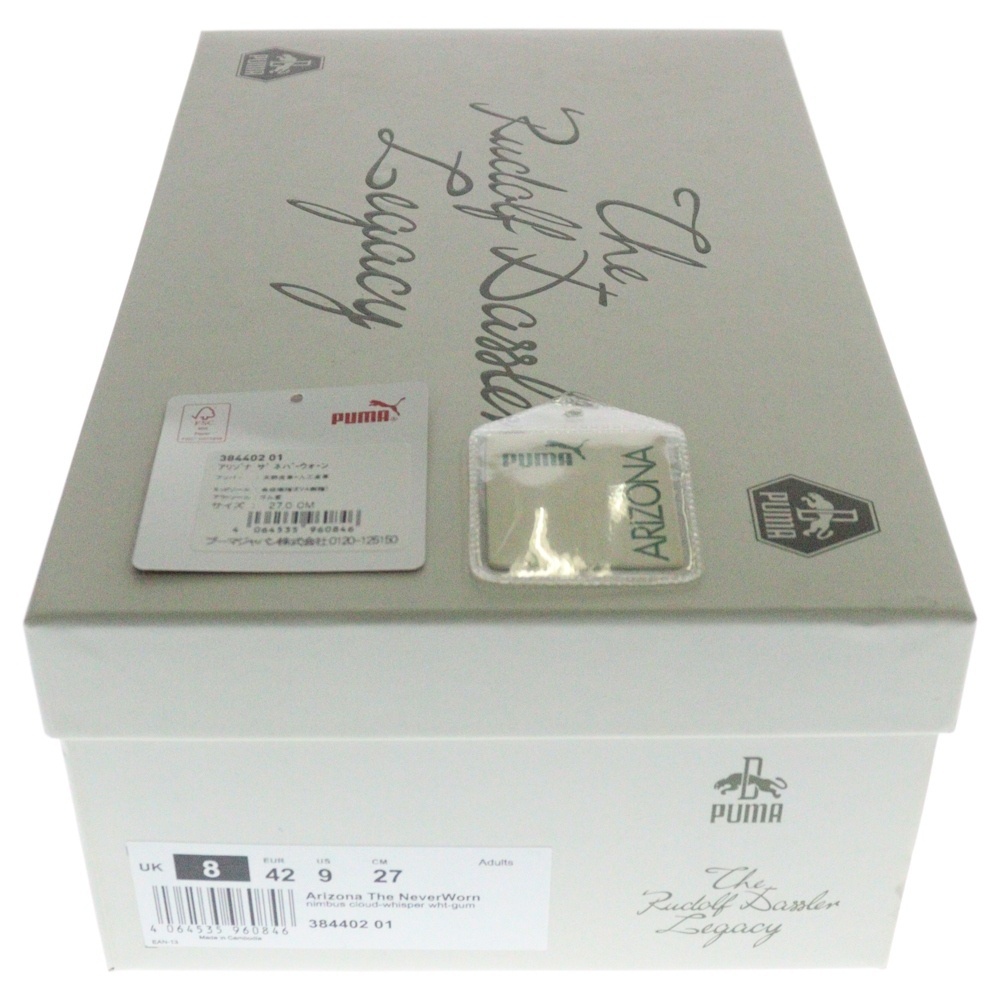 PUMA
The
Rudolf Dassler
Legacy
FSC
PUMA
384402 01
アリゾナ ザ ネバーウォーン
サイズ : 27.0 CM
4 064535 960846
プーマジャパン株式会社 0120-125150
PUMA
ARiZONA
PUMA
PUMA
The
Rudolf Dassler
Legacy
UK 8 EUR 42 US 9 CM 27 Adults
Arizona The NeverWorn
nimbus cloud-whisper wht-gum
384402 01
4 064535 960846
EAN-13 Made in Cambodia